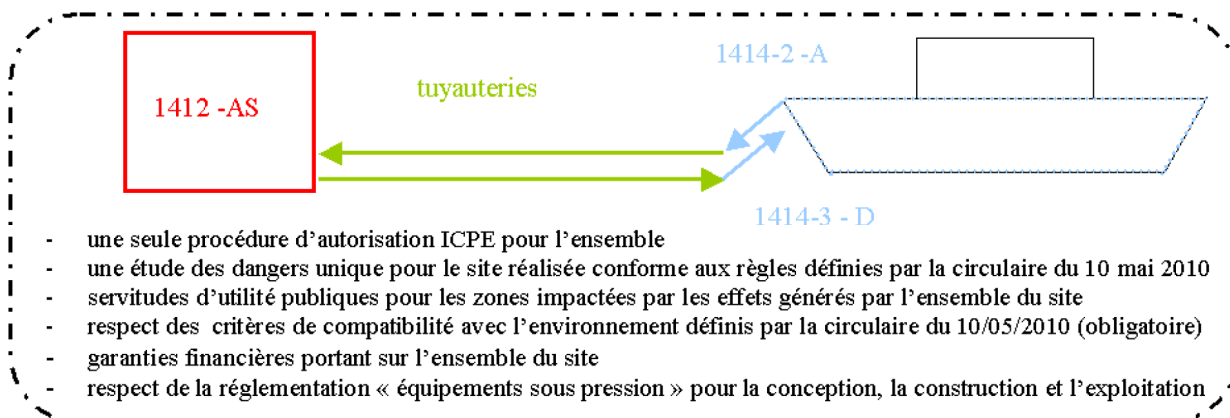 1414-2 -A
tuyauteries
1412 -AS
1414-3 - D
- une seule procédure d'autorisation ICPE pour l'ensemble
- une étude des dangers unique pour le site réalisée conforme aux règles définies par la circulaire du 10 mai 2010
- servitudes d'utilité publiques pour les zones impactées par les effets générés par l'ensemble du site
- respect des critères de compatibilité avec l'environnement définis par la circulaire du 10/05/2010 (obligatoire)
- garanties financières portant sur l'ensemble du site
- respect de la réglementation « équipements sous pression » pour la conception, la construction et l'exploitation